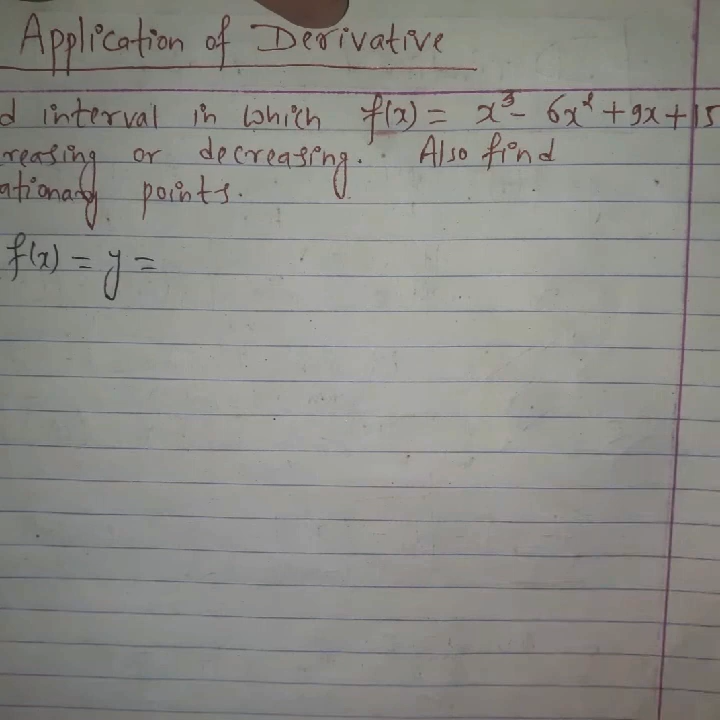 Application of Derivative
d interval in which f(x) = x³- 6x² + 9x + 15
reasing or decreasing. Also find
ationary points.
f(x) = y =